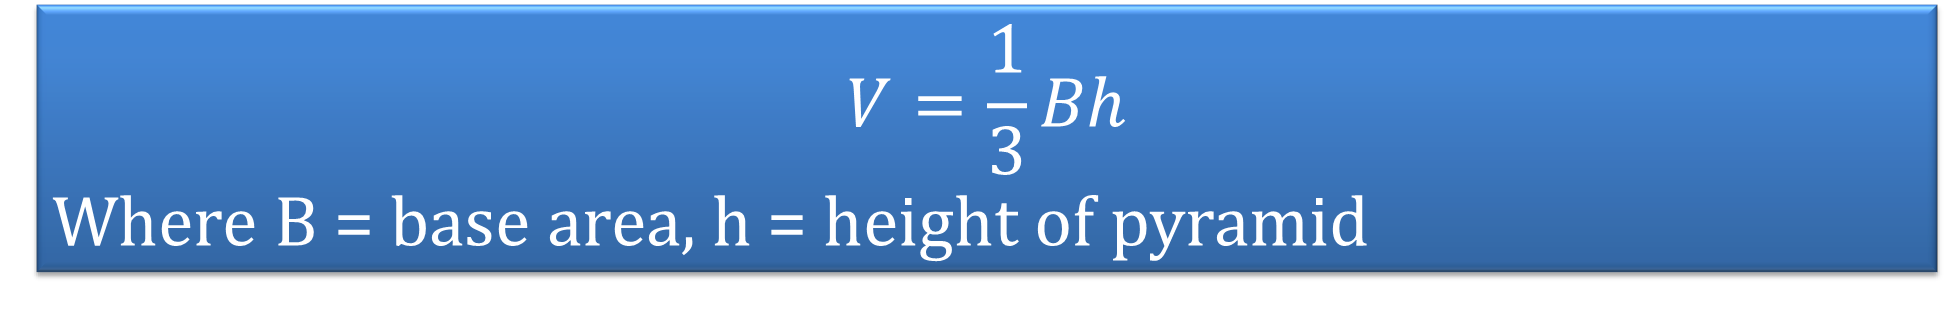 V = 1/3 Bh
Where B = base area, h = height of pyramid